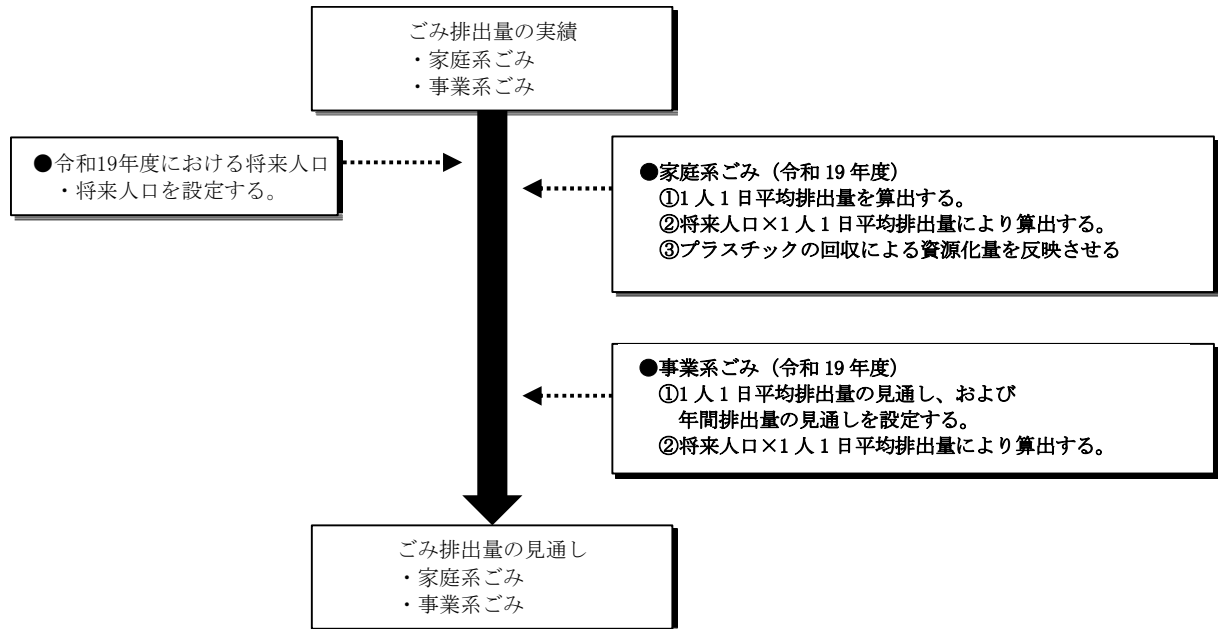 ごみ排出量の実績
・家庭系ごみ
・事業系ごみ
●令和19年度における将来人口
・将来人口を設定する。
●家庭系ごみ（令和 19 年度）
①1 人 1 日平均排出量を算出する。
②将来人口×1 人 1 日平均排出量により算出する。
③プラスチックの回収による資源化量を反映させる
●事業系ごみ（令和 19 年度）
①1 人 1 日平均排出量の見通し、および
年間排出量の見通しを設定する。
②将来人口×1 人 1 日平均排出量により算出する。
ごみ排出量の見通し
・家庭系ごみ
・事業系ごみ